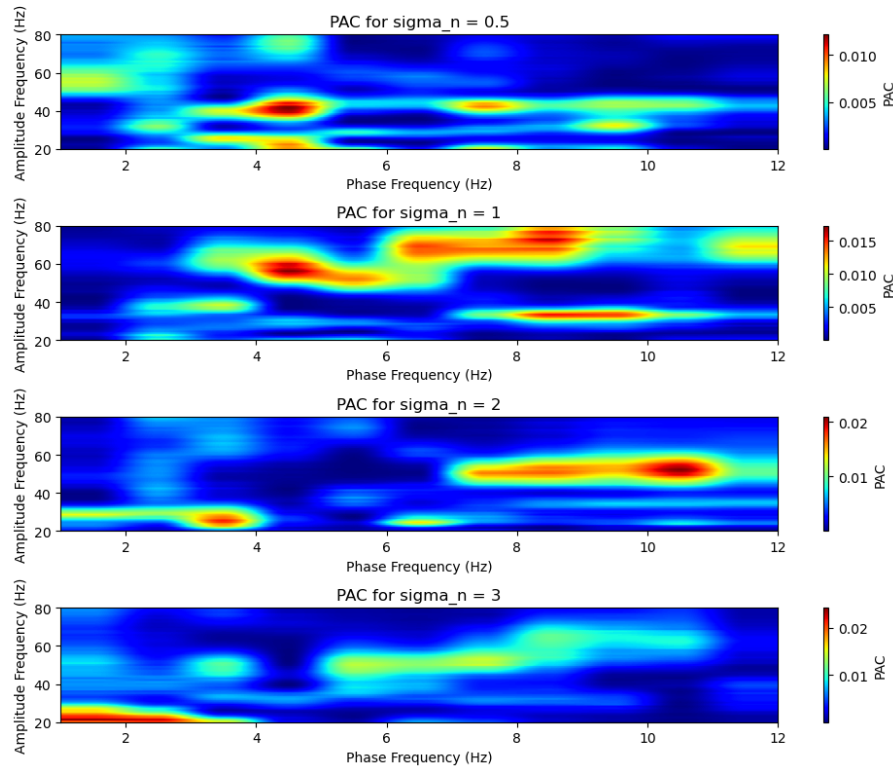 PAC for sigma_n = 0.5
Amplitude Frequency (Hz)
80
60
40
20
2 4 6 8 10 12
Phase Frequency (Hz)
0.010
0.005
PAC
PAC for sigma_n = 1
Amplitude Frequency (Hz)
80
60
40
20
2 4 6 8 10 12
Phase Frequency (Hz)
0.015
0.010
0.005
PAC
PAC for sigma_n = 2
Amplitude Frequency (Hz)
80
60
40
20
2 4 6 8 10 12
Phase Frequency (Hz)
0.02
0.01
PAC
PAC for sigma_n = 3
Amplitude Frequency (Hz)
80
60
40
20
2 4 6 8 10 12
Phase Frequency (Hz)
0.02
0.01
PAC